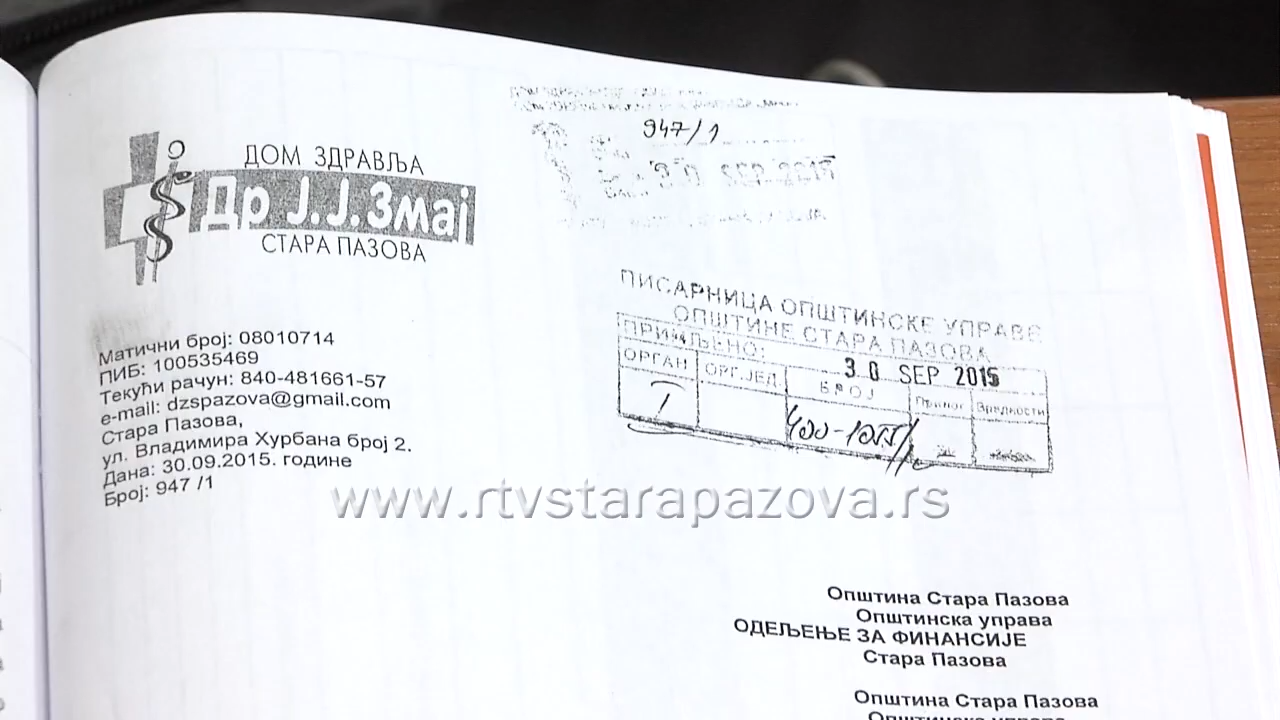 ДОМ ЗДРАВЉА
Др Ј.Ј.Змај
СТАРА ПАЗОВА
947/1
30 SEP 2015
ПИСАРНИЦА ОПШТИНСКЕ УПРАВЕ
ОПШТИНЕ СТАРА ПАЗОВА
ПРИМЉЕНО: 30 SEP 2015
ОРГАН ОРГ.ЈЕД. БРОЈ Прилог Вредности
I 400-1055/
Матични број: 08010714
ПИБ: 100535469
Текући рачун: 840-481661-57
e-mail: dzspazova@gmail.com
Стара Пазова,
ул. Владимира Хурбана број 2.
Дана: 30.09.2015. године
Број: 947 /1
www.rtvstarapazova.rs
Општина Стара Пазова
Општинска управа
ОДЕЉЕЊЕ ЗА ФИНАНСИЈЕ
Стара Пазова
Општина Стара Пазова
Општинска управа